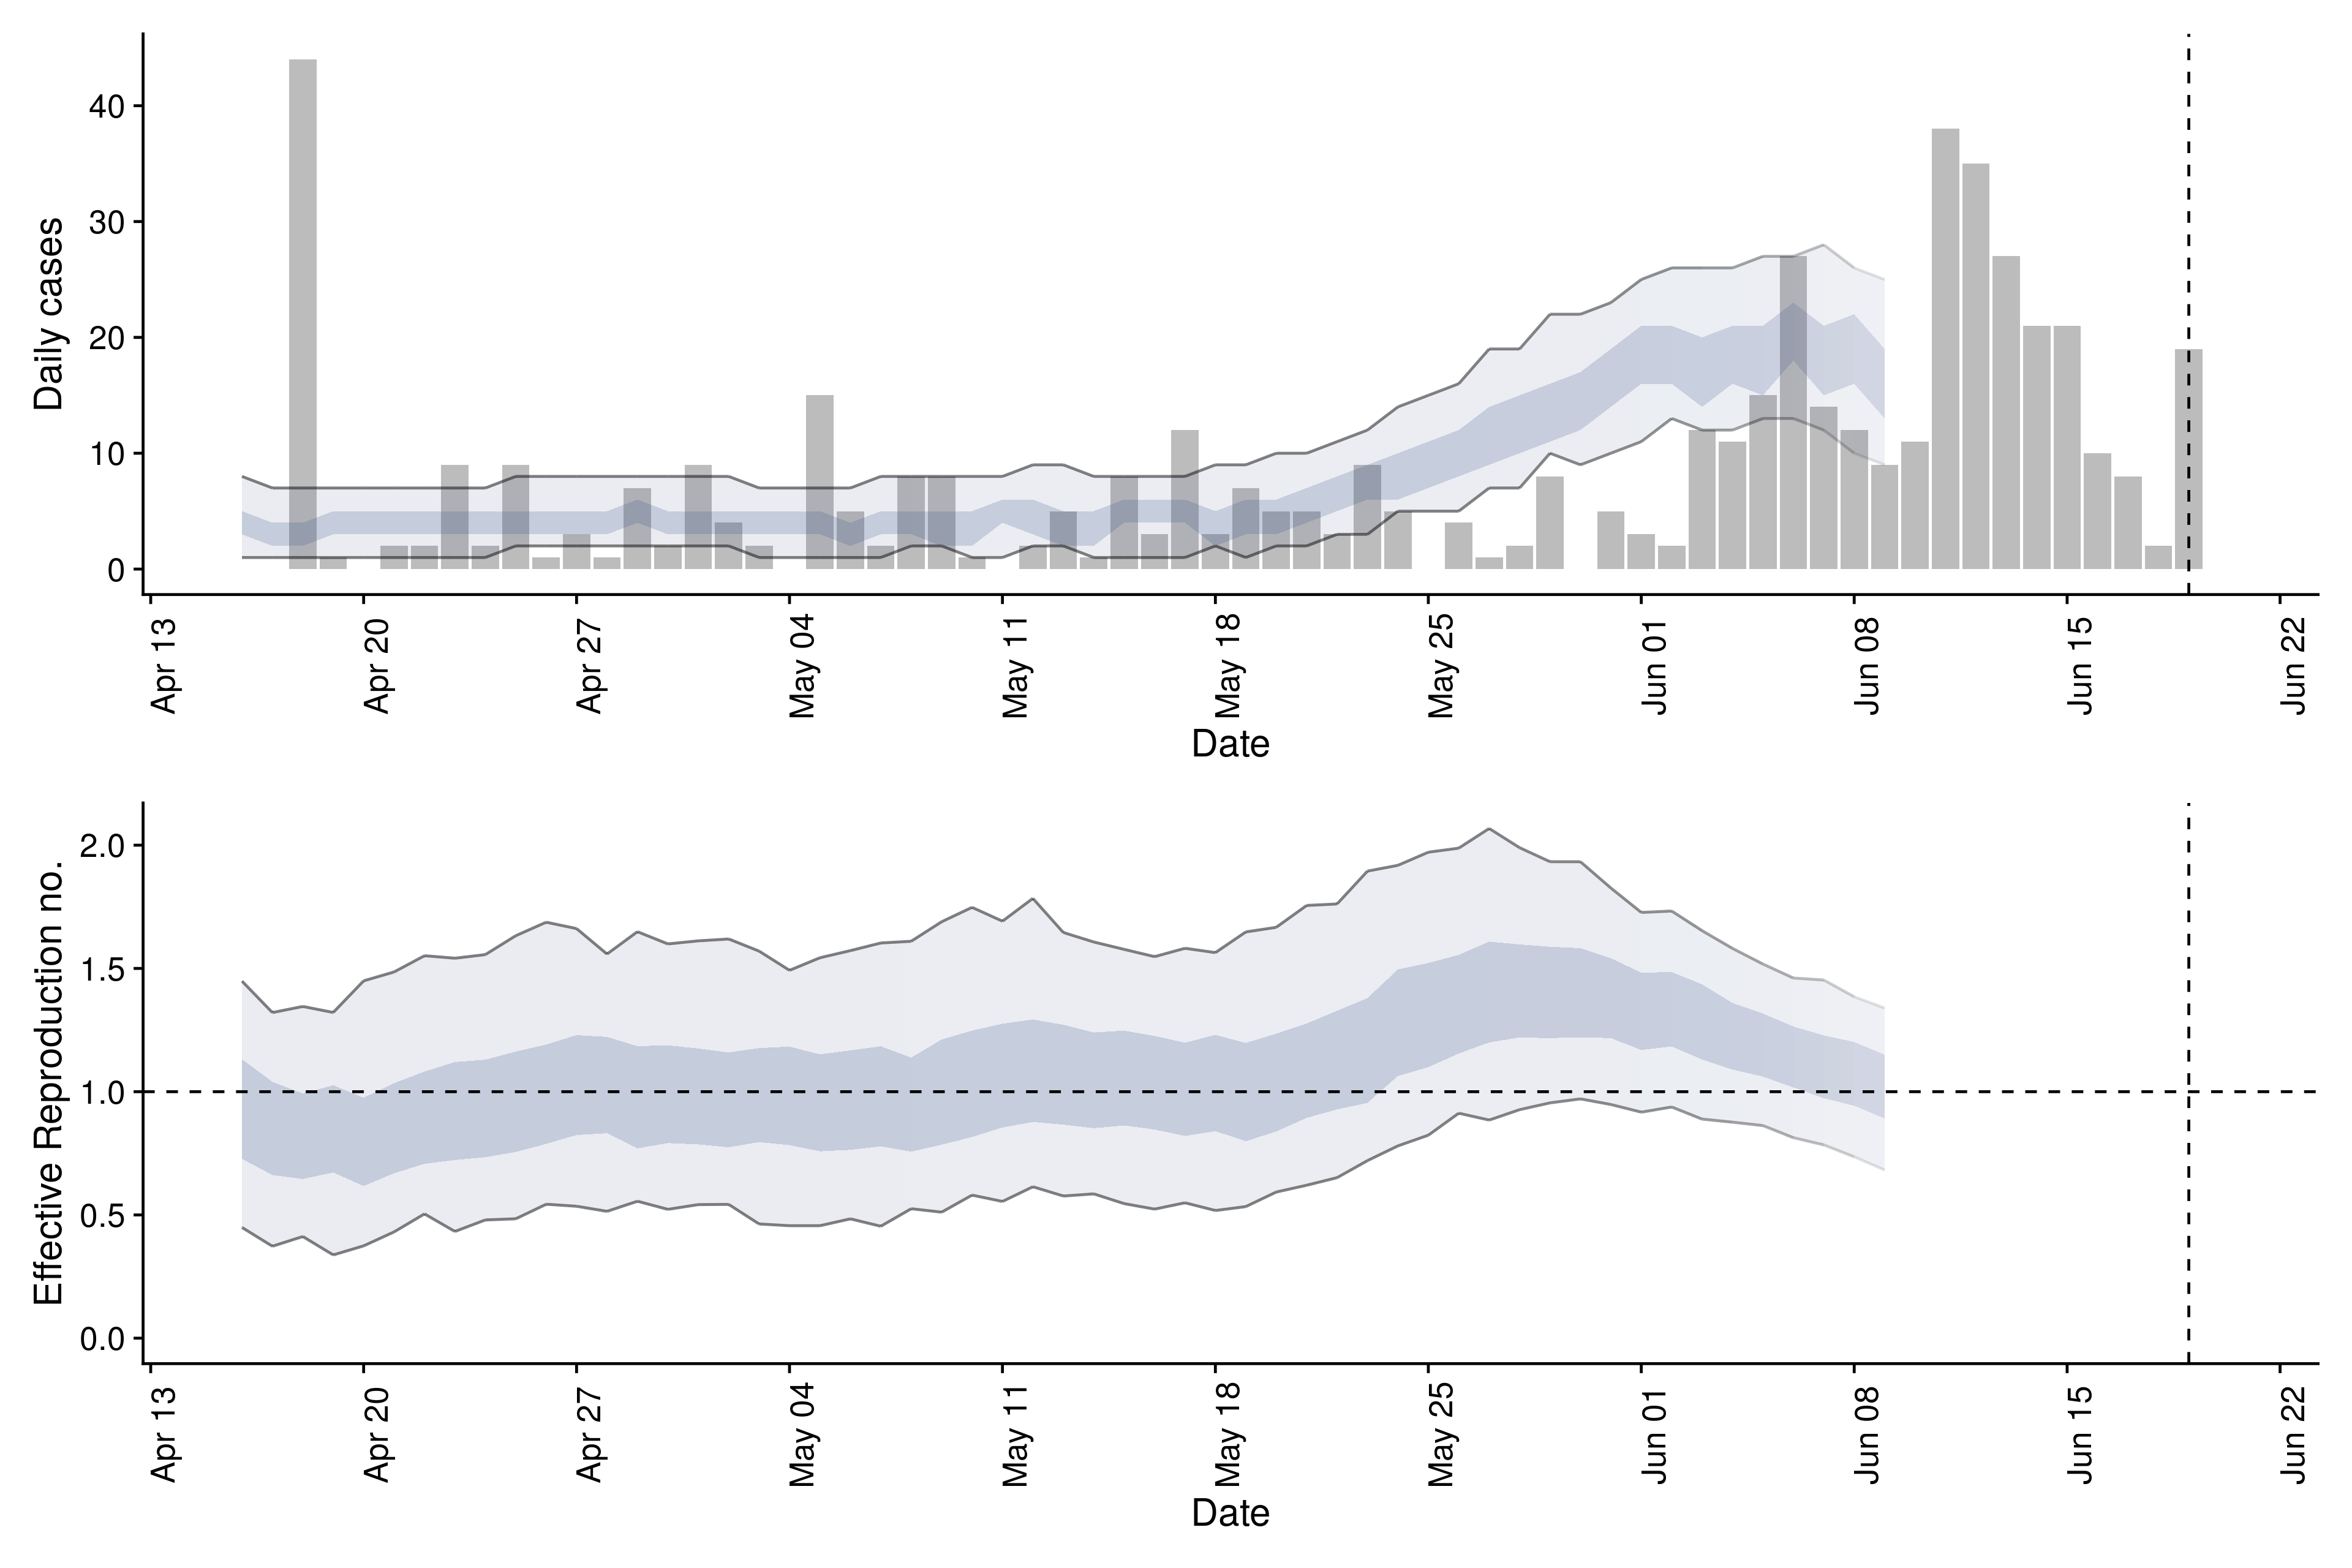 Daily cases
40
30
20
10
0
Apr 13
Apr 20
Apr 27
May 04
May 11
May 18
May 25
Jun 01
Jun 08
Jun 15
Jun 22
Date
Effective Reproduction no.
2.0
1.5
1.0
0.5
0.0
Apr 13
Apr 20
Apr 27
May 04
May 11
May 18
May 25
Jun 01
Jun 08
Jun 15
Jun 22
Date